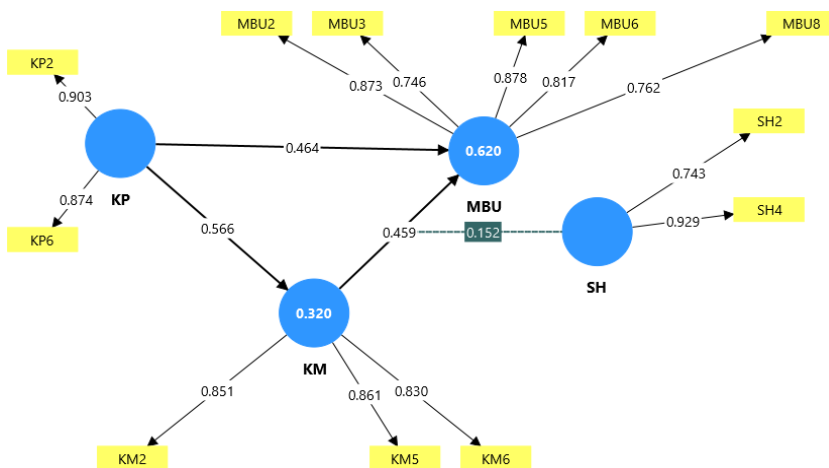 MBU2
MBU3
MBU5
MBU6
MBU8
KP2
0.903
0.873
0.746
0.878
0.817
0.762
SH2
0.464
0.620
0.743
KP
0.874
MBU
SH4
0.929
KP6
0.566
0.459
0.152
SH
0.320
KM
0.851
0.861
0.830
KM2
KM5
KM6